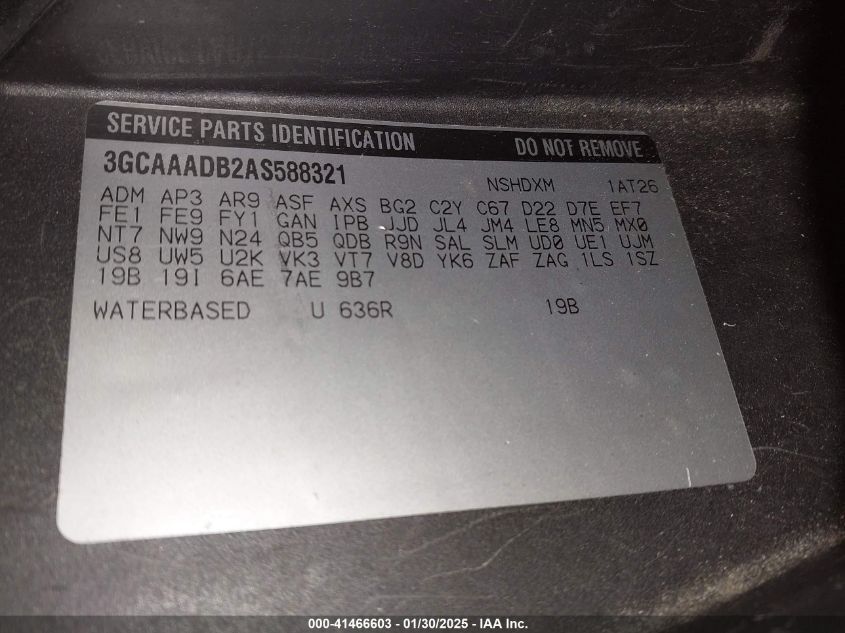 SERVICE PARTS IDENTIFICATION DO NOT REMOVE
3GCAAADB2AS588321 NSHDXM 1AT26
ADM AP3 AR9 ASF AXS BG2 C2Y C67 D22 D7E EF7
FE1 FE9 FY1 GAN 1PB JJD JL4 JM4 LE8 MN5 MX0
NT7 NW9 N24 QB5 QDB R9N SAL SLM UD0 UE1 UJM
US8 UW5 U2K VK3 VT7 V8D YK6 ZAF ZAG 1LS 1SZ
19B 19I 6AE 7AE 9B7
WATERBASED U 636R 19B
000-41466603 / 01/30/2025 - IAA Inc.